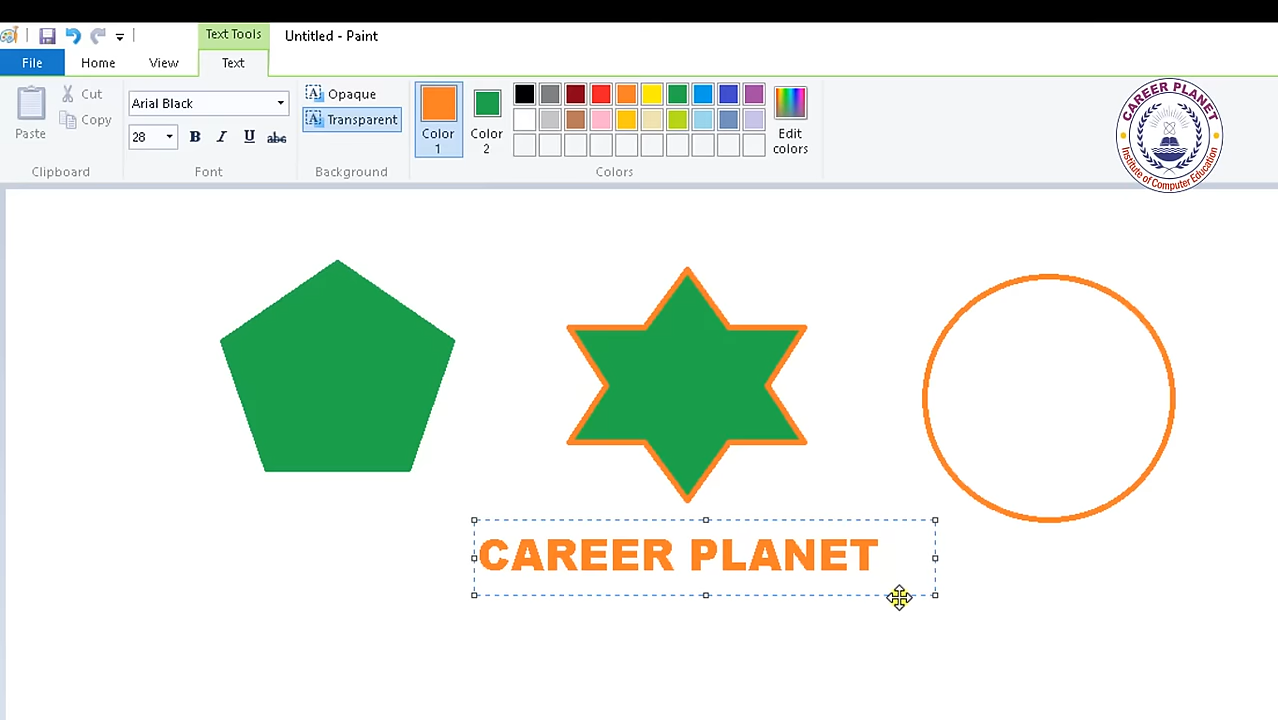 Text Tools
Untitled - Paint
File
Home
View
Text
Paste
Cut
Copy
Clipboard
Arial Black
28
B I U abc
Font
A Opaque
A Transparent
Background
Color 1
Color 2
Edit colors
Colors
CAREER PLANET
Institute of Computer Education
CAREER PLANET